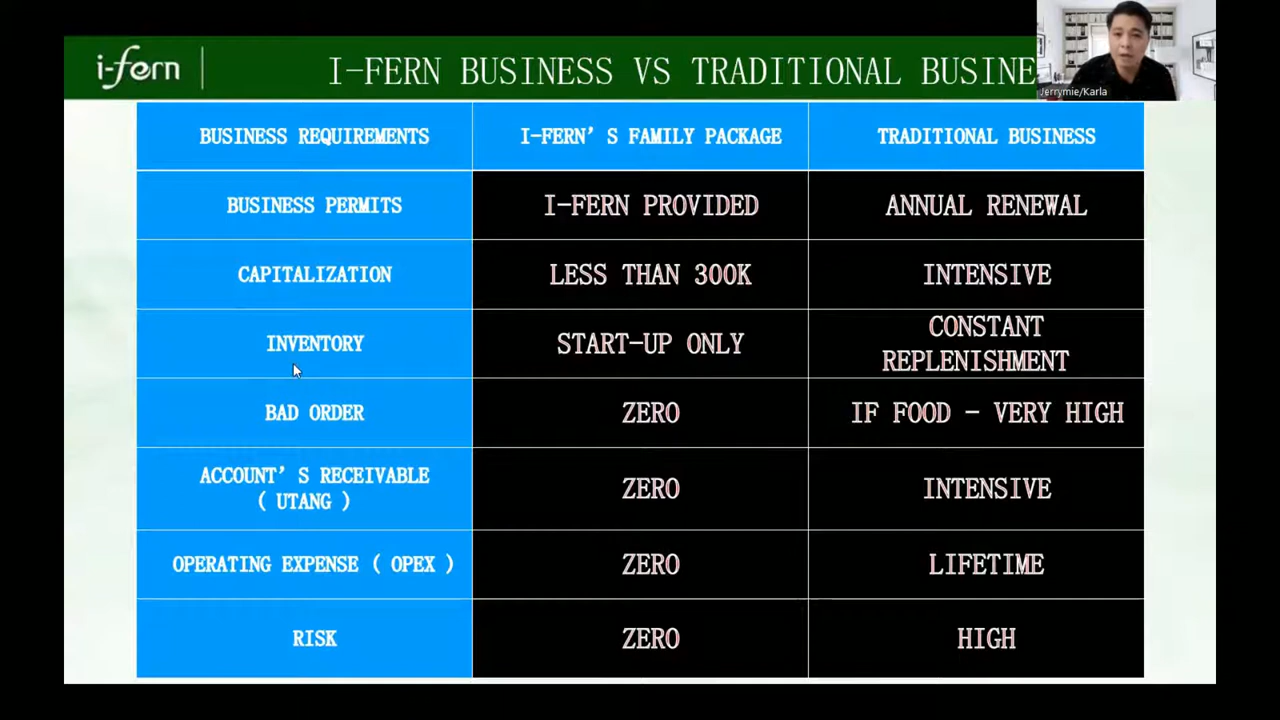 i-fern
I-FERN BUSINESS VS TRADITIONAL BUSINE
Jerrymie/Karla
BUSINESS REQUIREMENTS
I-FERN'S FAMILY PACKAGE
TRADITIONAL BUSINESS
BUSINESS PERMITS
I-FERN PROVIDED
ANNUAL RENEWAL
CAPITALIZATION
LESS THAN 300K
INTENSIVE
INVENTORY
START-UP ONLY
CONSTANT
REPLENISHMENT
BAD ORDER
ZERO
IF FOOD - VERY HIGH
ACCOUNT'S RECEIVABLE
( UTANG )
ZERO
INTENSIVE
OPERATING EXPENSE ( OPEX )
ZERO
LIFETIME
RISK
ZERO
HIGH